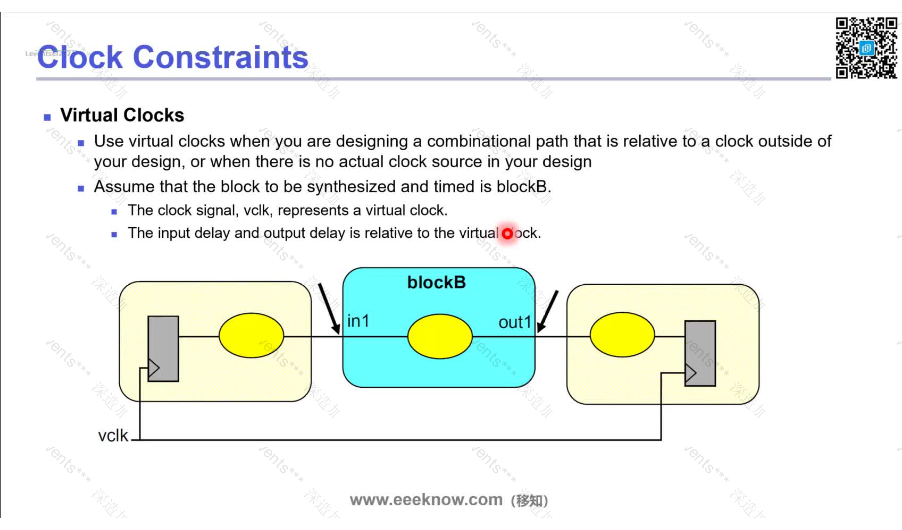 Clock Constraints
Virtual Clocks
Use virtual clocks when you are designing a combinational path that is relative to a clock outside of
your design, or when there is no actual clock source in your design
Assume that the block to be synthesized and timed is blockB.
The clock signal, vclk, represents a virtual clock.
The input delay and output delay is relative to the virtual clock.
blockB
in1
out1
vclk
www.eeeknow.com (移知)